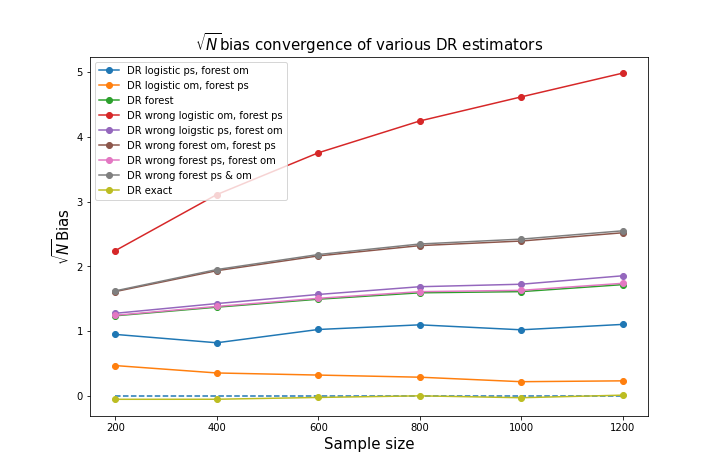 √N bias convergence of various DR estimators
DR logistic ps, forest om
DR logistic om, forest ps
DR forest
DR wrong logistic om, forest ps
DR wrong loigstic ps, forest om
DR wrong forest om, forest ps
DR wrong forest ps, forest om
DR wrong forest ps & om
DR exact
5
4
3
2
1
0
√N Bias
200
400
600
800
1000
1200
Sample size